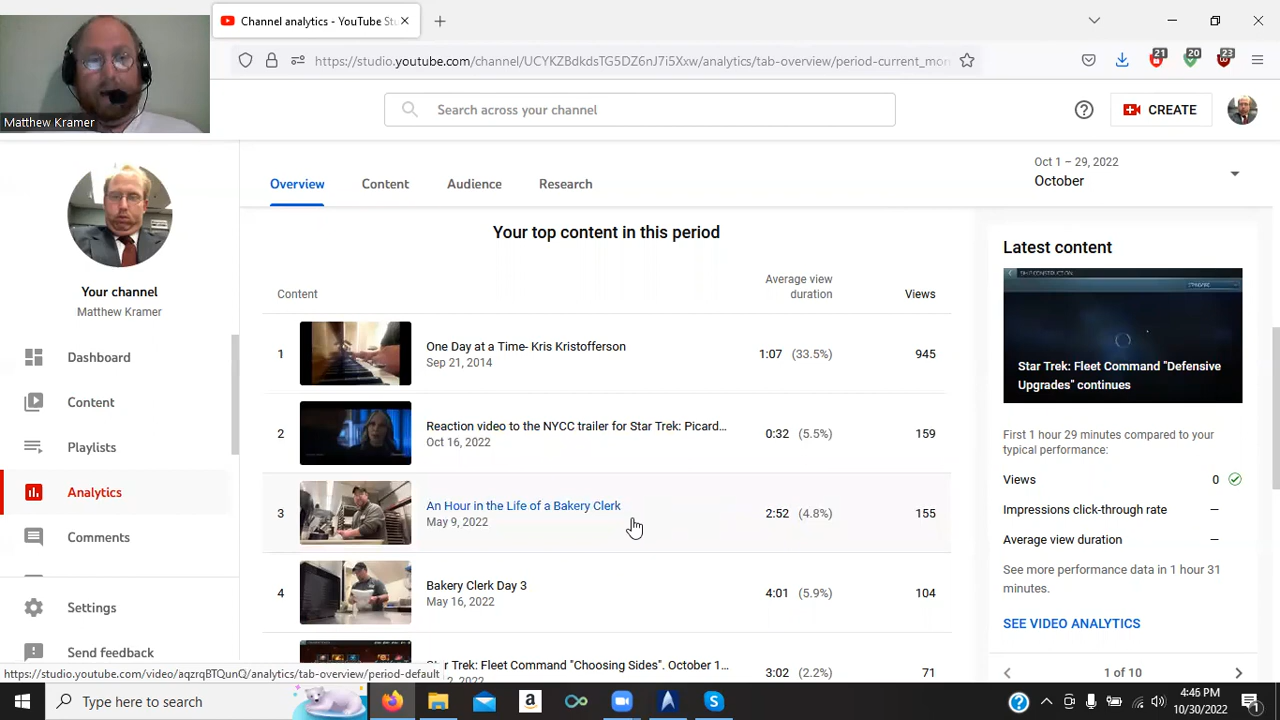 Channel analytics - YouTube Stu
21
20
23
https://studio.youtube.com/channel/UCYKZBdkdsTG5DZ6nJ7i5Xxw/analytics/tab-overview/period-current_mon
Matthew Kramer
Search across your channel
CREATE
Overview
Content
Audience
Research
Oct 1 – 29, 2022
October
Your channel
Matthew Kramer
Dashboard
Content
Playlists
Analytics
Comments
Settings
Send feedback
Your top content in this period
Content
Average view
duration
Views
1
One Day at a Time- Kris Kristofferson
Sep 21, 2014
1:07 (33.5%)
945
2
Reaction video to the NYCC trailer for Star Trek: Picard...
Oct 16, 2022
0:32 (5.5%)
159
3
An Hour in the Life of a Bakery Clerk
May 9, 2022
2:52 (4.8%)
155
4
Bakery Clerk Day 3
May 16, 2022
4:01 (5.9%)
104
Star Trek: Fleet Command "Choosing Sides". October 1...
3:02 (2.2%)
71
Latest content
Star Trek: Fleet Command "Defensive
Upgrades" continues
First 1 hour 29 minutes compared to your
typical performance:
Views
0
Impressions click-through rate
—
Average view duration
—
See more performance data in 1 hour 31
minutes.
SEE VIDEO ANALYTICS
1 of 10
https://studio.youtube.com/video/aqzrqBTQunQ/analytics/tab-overview/period-default
Type here to search
4:46 PM
10/30/2022
1